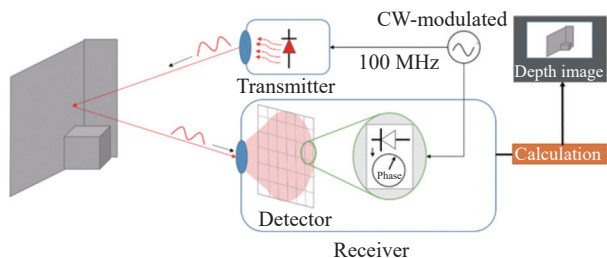 CW-modulated
100 MHz
Transmitter
Depth image
Phase
Calculation
Detector
Receiver